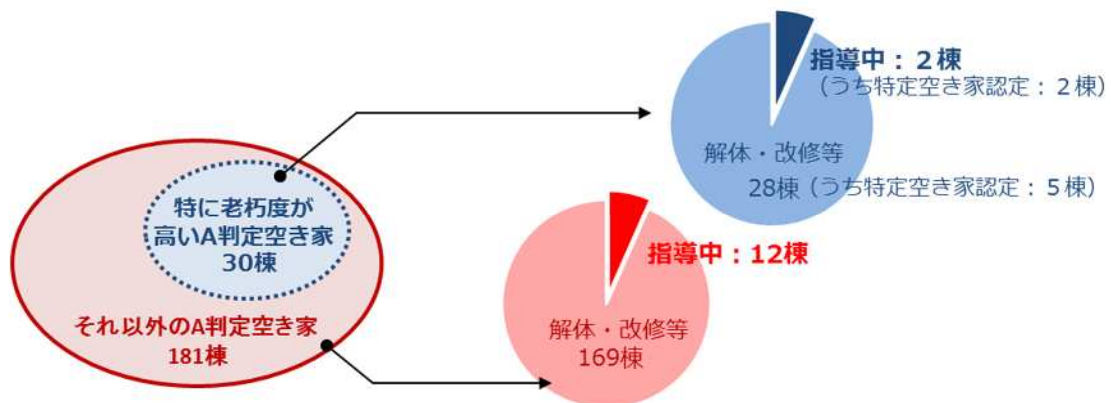 指導中：２棟
（うち特定空き家認定：２棟）
解体・改修等
28棟（うち特定空き家認定：５棟）
特に老朽度が
高いA判定空き家
30棟
指導中：12棟
それ以外のA判定空き家
181棟
解体・改修等
169棟